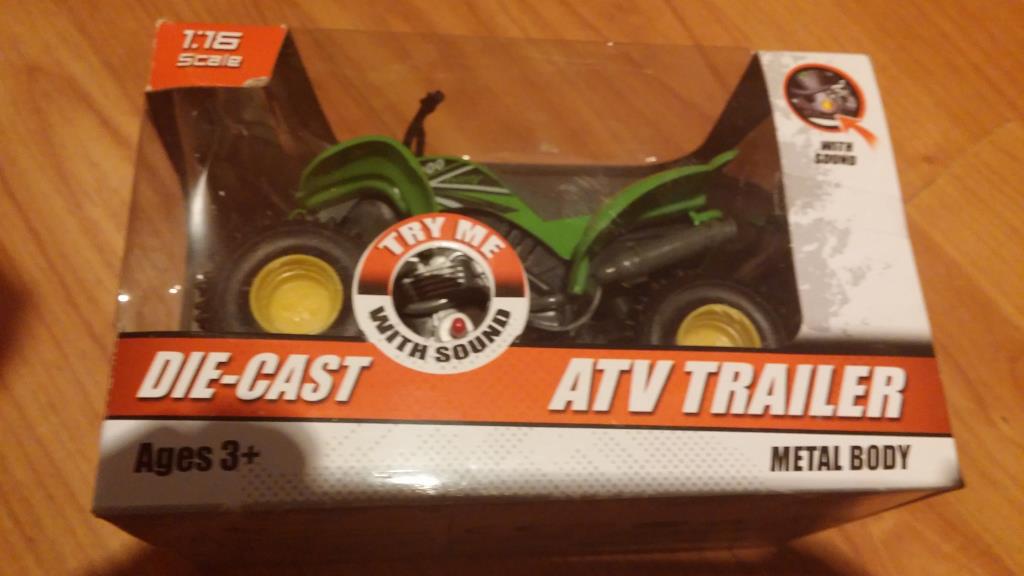 1:16
Scale
WITH
SOUND
TRY ME
WITH SOUND
DIE-CAST
ATV TRAILER
Ages 3+
METAL BODY